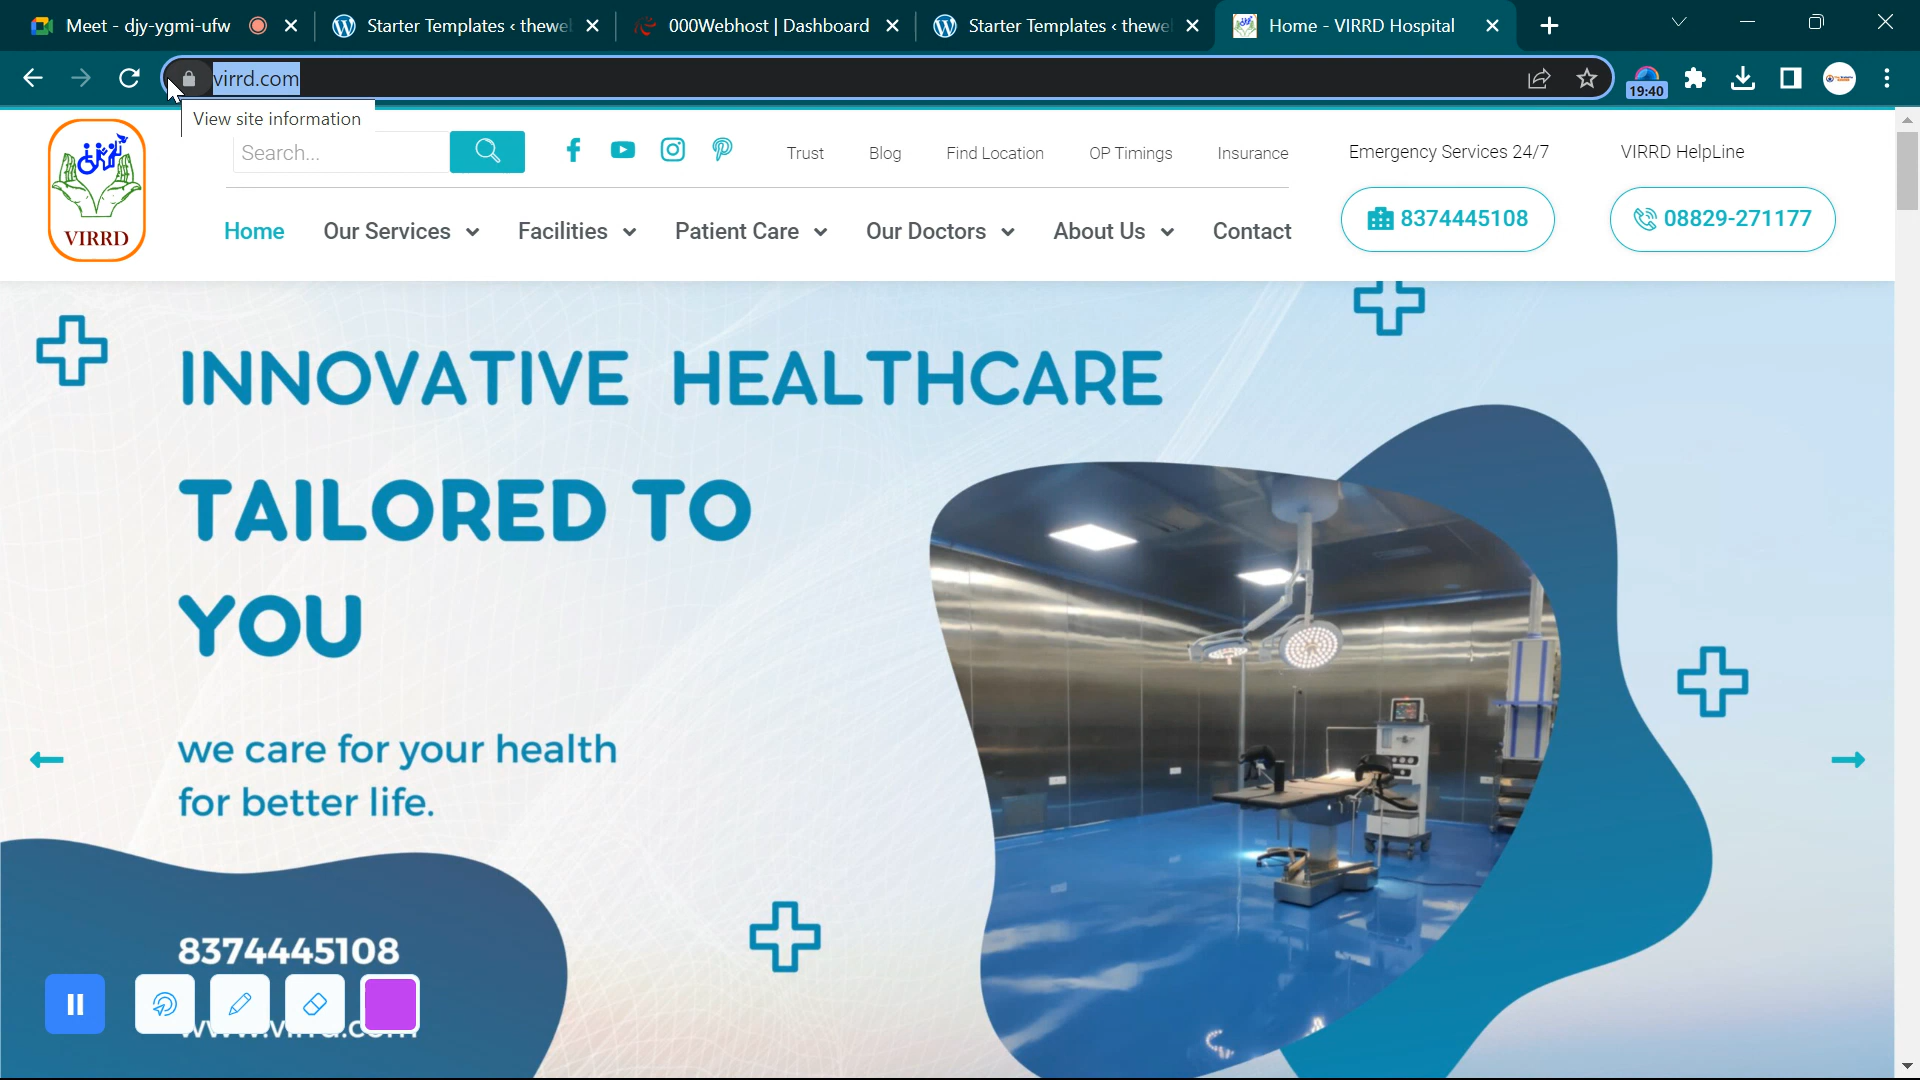 Meet - djy-ygmi-ufw
Starter Templates ‹ thewe
000Webhost | Dashboard
Starter Templates ‹ thewe
Home - VIRRD Hospital
virrd.com
19:40
View site information
VIRRD
Search...
Trust
Blog
Find Location
OP Timings
Insurance
Emergency Services 24/7
VIRRD HelpLine
Home
Our Services
Facilities
Patient Care
Our Doctors
About Us
Contact
8374445108
08829-271177
INNOVATIVE HEALTHCARE
TAILORED TO
YOU
we care for your health
for better life.
8374445108
www.virrd.com